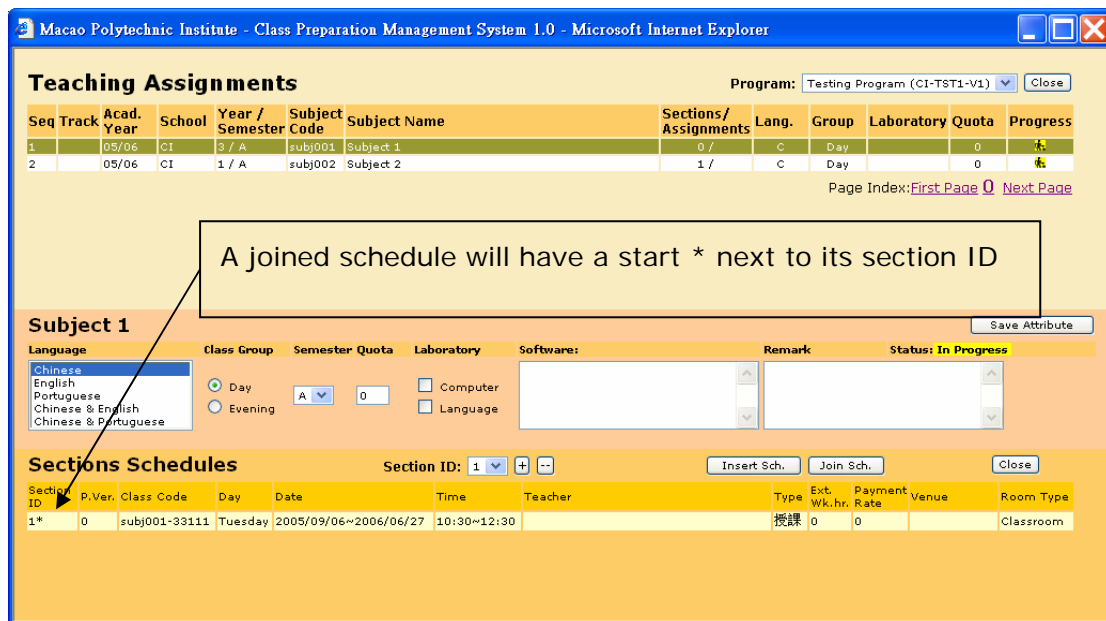 Macao Polytechnic Institute - Class Preparation Management System 1.0 - Microsoft Internet Explorer
Teaching Assignments Program: Testing Program (CI-TST1-V1) Close
Seq Track Acad. Year School Year / Semester Subject Code Subject Name Sections/ Assignments Lang. Group Laboratory Quota Progress
1 05/06 CI 3 / A subj001 Subject 1 0 / C Day 0
2 05/06 CI 1 / A subj002 Subject 2 1 / C Day 0
Page Index:First Page 0 Next Page
A joined schedule will have a start * next to its section ID
Subject 1 Save Attribute
Language Class Group Semester Quota Laboratory Software: Remark Status: In Progress
Chinese
English
Portuguese
Chinese & English
Chinese & Portuguese
Day
Evening
A 0
Computer
Language
Sections Schedules Section ID: 1 + -- Insert Sch. Join Sch. Close
Section ID P.Ver. Class Code Day Date Time Teacher Type Ext. Wk.hr. Payment Rate Venue Room Type
1* 0 subj001-33111 Tuesday 2005/09/06~2006/06/27 10:30~12:30 授課 0 0 Classroom